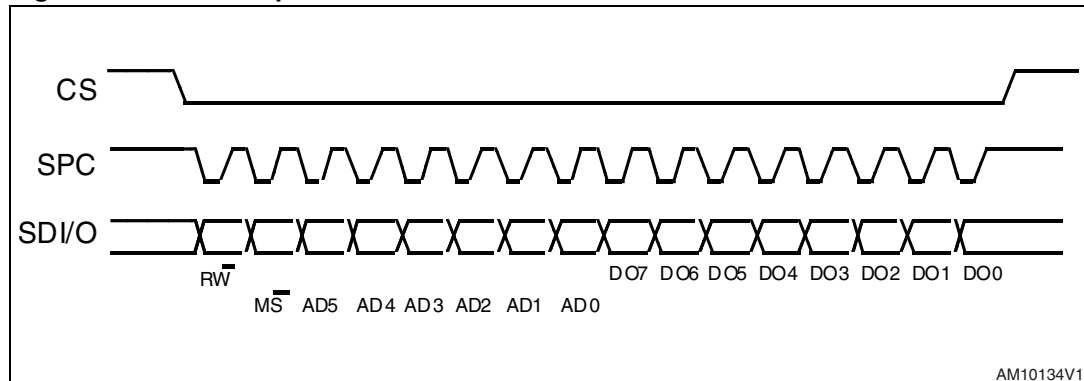 CS
SPC
SDI/O
RW
DO7 DO6 DO5 DO4 DO3 DO2 DO1 DO0
MS AD5 AD4 AD3 AD2 AD1 AD0
AM10134V1